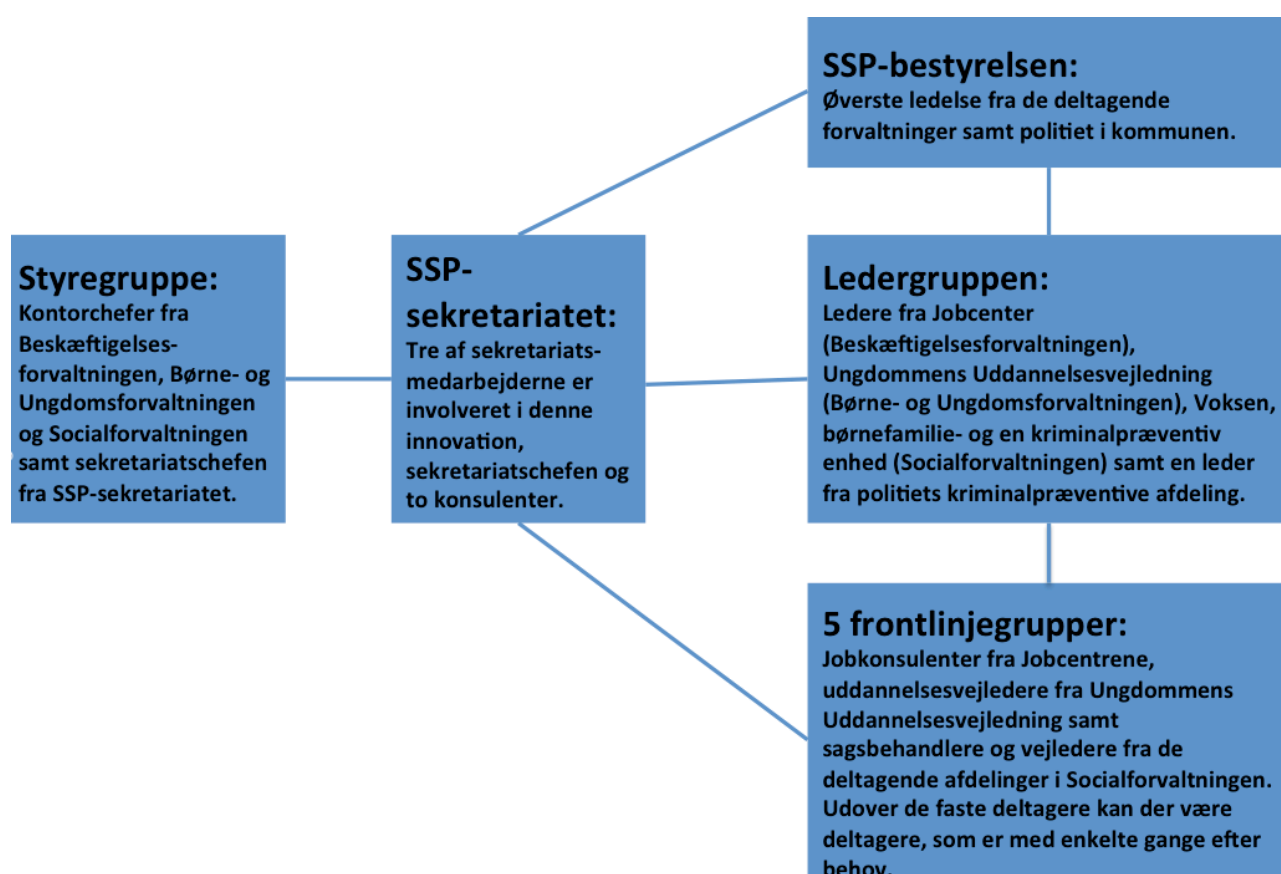 SSP-bestyrelsen:
Øverste ledelse fra de deltagende
forvaltninger samt politiet i kommunen.
Styregruppe:
Kontorchefer fra
Beskæftigelses-
forvaltningen, Børne- og
Ungdomsforvaltningen
og Socialforvaltningen
samt sekretariatschefen
fra SSP-sekretariatet.
SSP-
sekretariatet:
Tre af sekretariats-
medarbejderne er
involveret i denne
innovation,
sekretariatschefen og
to konsulenter.
Ledergruppen:
Ledere fra Jobcenter
(Beskæftigelsesforvaltningen),
Ungdommens Uddannelsesvejledning
(Børne- og Ungdomsforvaltningen), Voksen,
børnefamilie- og en kriminalpræventiv
enhed (Socialforvaltningen) samt en leder
fra politiets kriminalpræventive afdeling.
5 frontlinjegrupper:
Jobkonsulenter fra Jobcentrene,
uddannelsesvejledere fra Ungdommens
Uddannelsesvejledning samt
sagsbehandlere og vejledere fra de
deltagende afdelinger i Socialforvaltningen.
Udover de faste deltagere kan der være
deltagere, som er med enkelte gange efter
behov.